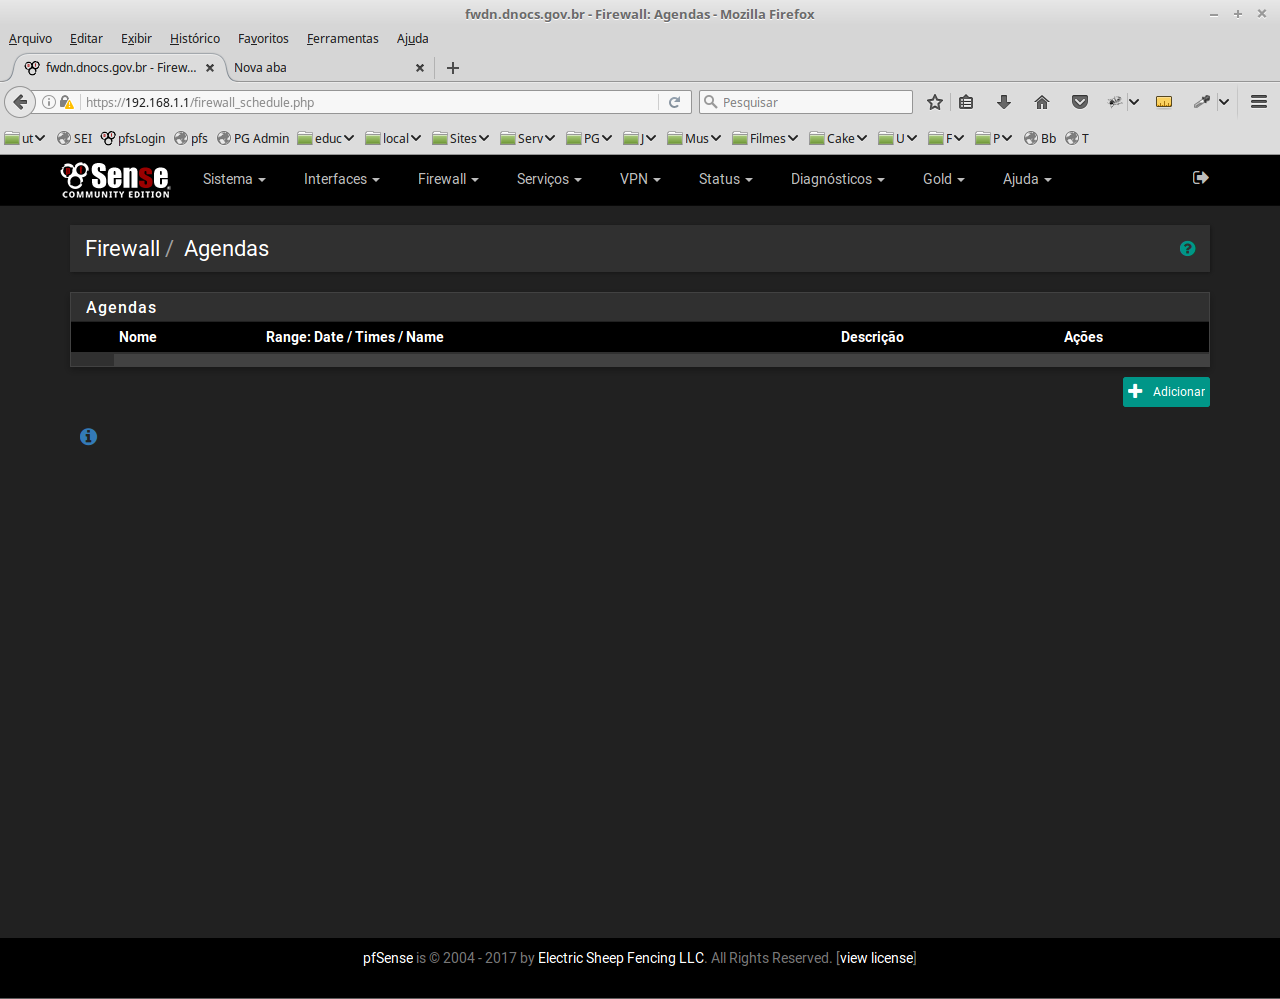 fwdn.dnocs.gov.br - Firewall: Agendas - Mozilla Firefox
Arquivo Editar Exibir Histórico Favoritos Ferramentas Ajuda
fwdn.dnocs.gov.br - Firew... Nova aba
https://192.168.1.1/firewall_schedule.php Pesquisar
ut SEI pfsLogin pfs PG Admin educ local Sites Serv PG J Mus Filmes Cake U F P Bb T
Sense Sistema Interfaces Firewall Serviços VPN Status Diagnósticos Gold Ajuda
COMMUNITY EDITION
Firewall / Agendas
Agendas
Nome Range: Date / Times / Name Descrição Ações
Adicionar
pfSense is © 2004 - 2017 by Electric Sheep Fencing LLC. All Rights Reserved. [view license]